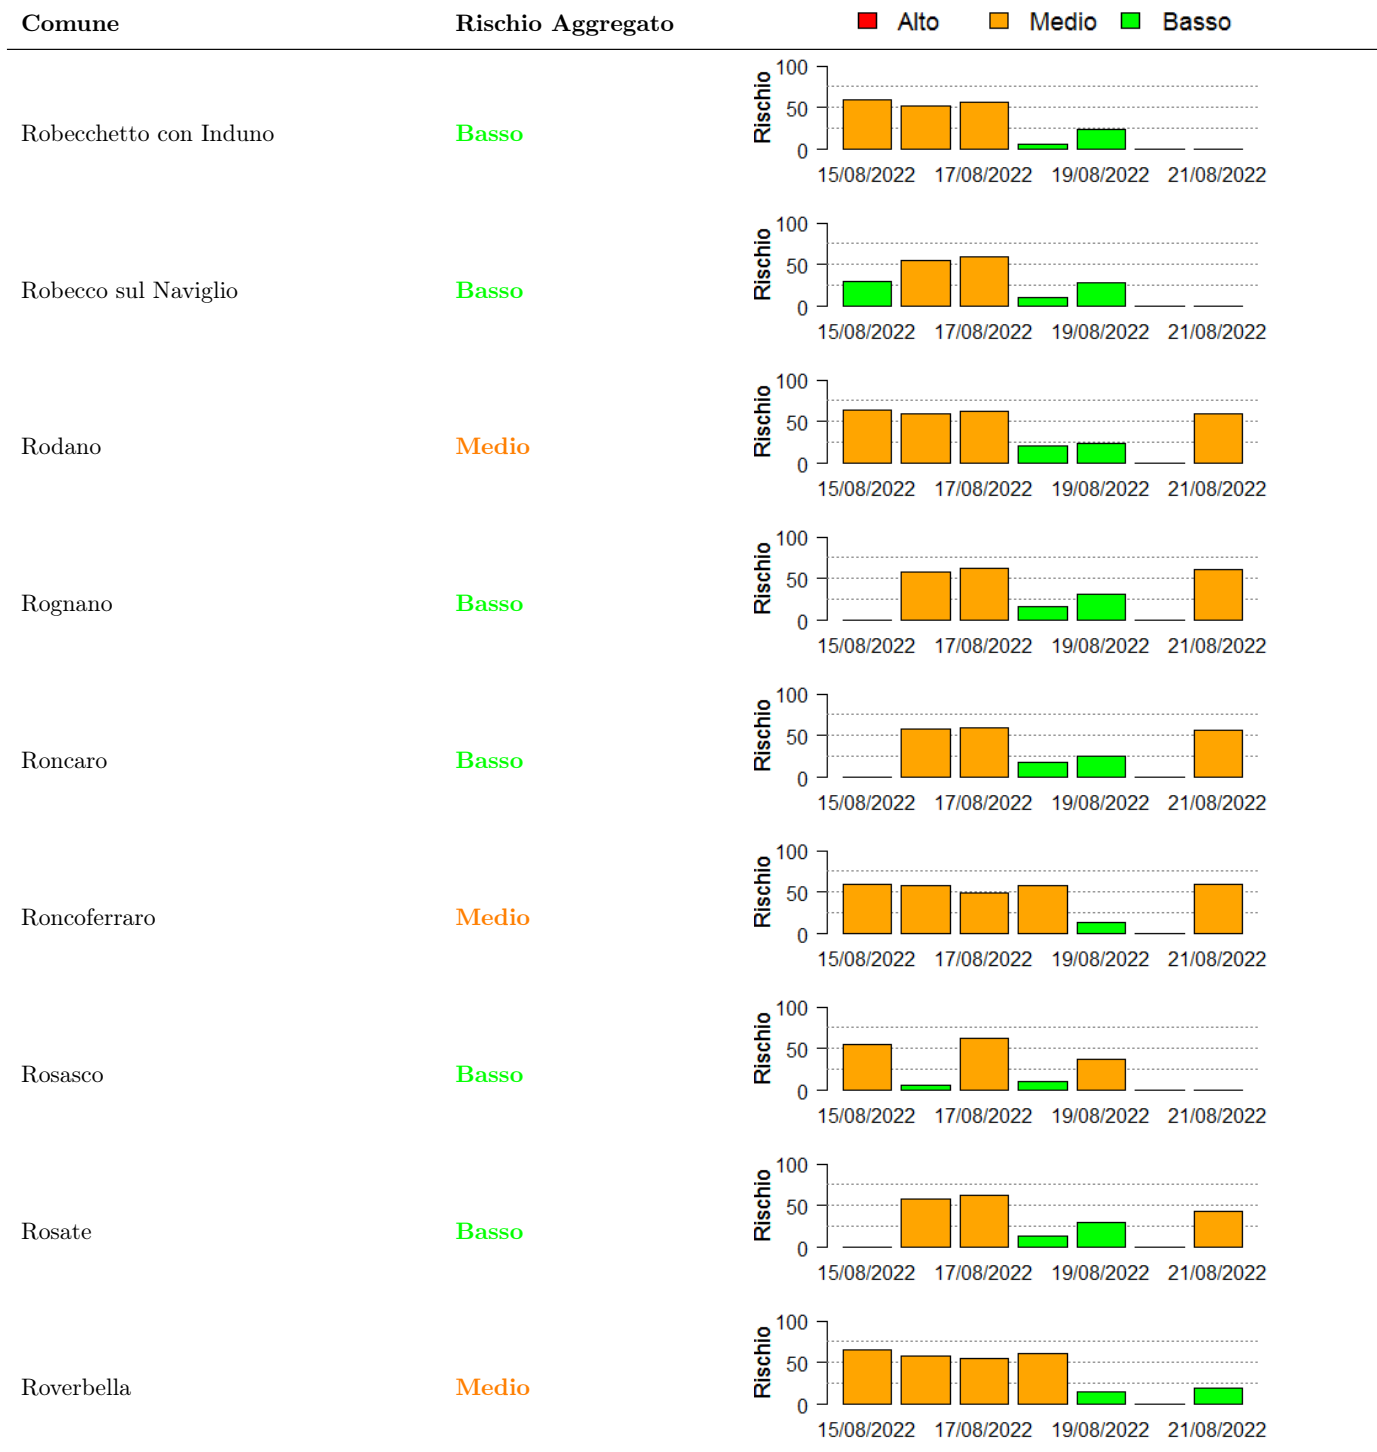 Comune Rischio Aggregato Alto Medio Basso
Robecchetto con Induno Basso
Rischio
100
50
0
15/08/2022 17/08/2022 19/08/2022 21/08/2022
Robecco sul Naviglio Basso
Rischio
100
50
0
15/08/2022 17/08/2022 19/08/2022 21/08/2022
Rodano Medio
Rischio
100
50
0
15/08/2022 17/08/2022 19/08/2022 21/08/2022
Rognano Basso
Rischio
100
50
0
15/08/2022 17/08/2022 19/08/2022 21/08/2022
Roncaro Basso
Rischio
100
50
0
15/08/2022 17/08/2022 19/08/2022 21/08/2022
Roncoferraro Medio
Rischio
100
50
0
15/08/2022 17/08/2022 19/08/2022 21/08/2022
Rosasco Basso
Rischio
100
50
0
15/08/2022 17/08/2022 19/08/2022 21/08/2022
Rosate Basso
Rischio
100
50
0
15/08/2022 17/08/2022 19/08/2022 21/08/2022
Roverbella Medio
Rischio
100
50
0
15/08/2022 17/08/2022 19/08/2022 21/08/2022